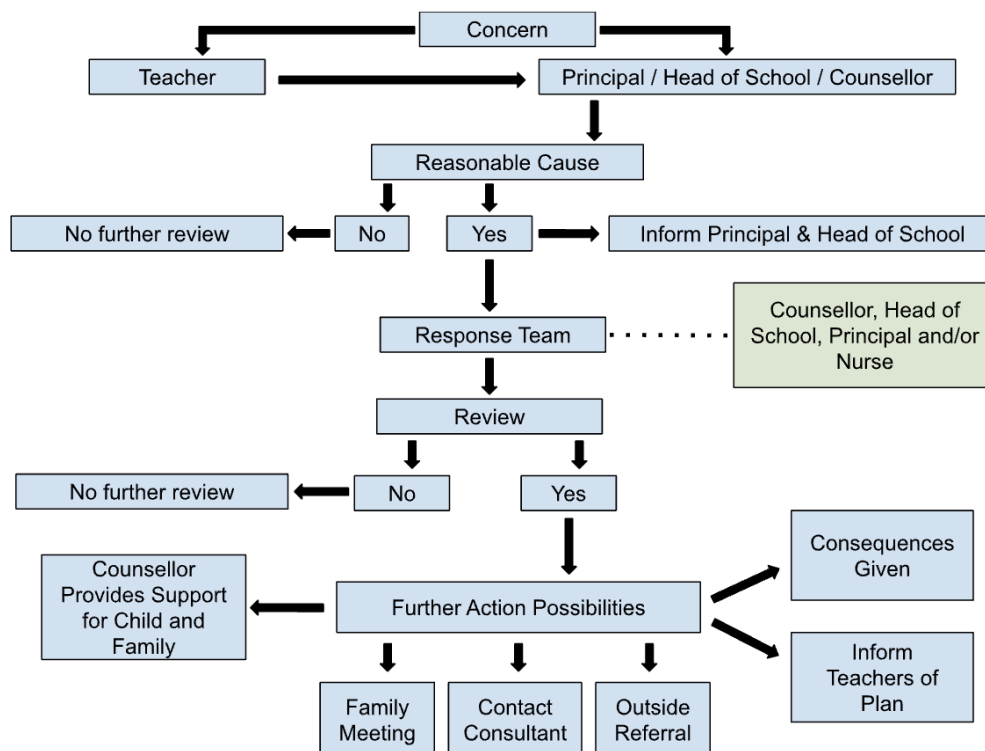 Concern
Teacher
Principal / Head of School / Counsellor
Reasonable Cause
No further review
No
Yes
Inform Principal & Head of School
Counsellor, Head of
School, Principal and/or
Nurse
Response Team
Review
No further review
No
Yes
Consequences
Given
Counsellor
Provides Support
for Child and
Family
Further Action Possibilities
Inform
Teachers of
Plan
Family
Meeting
Contact
Consultant
Outside
Referral